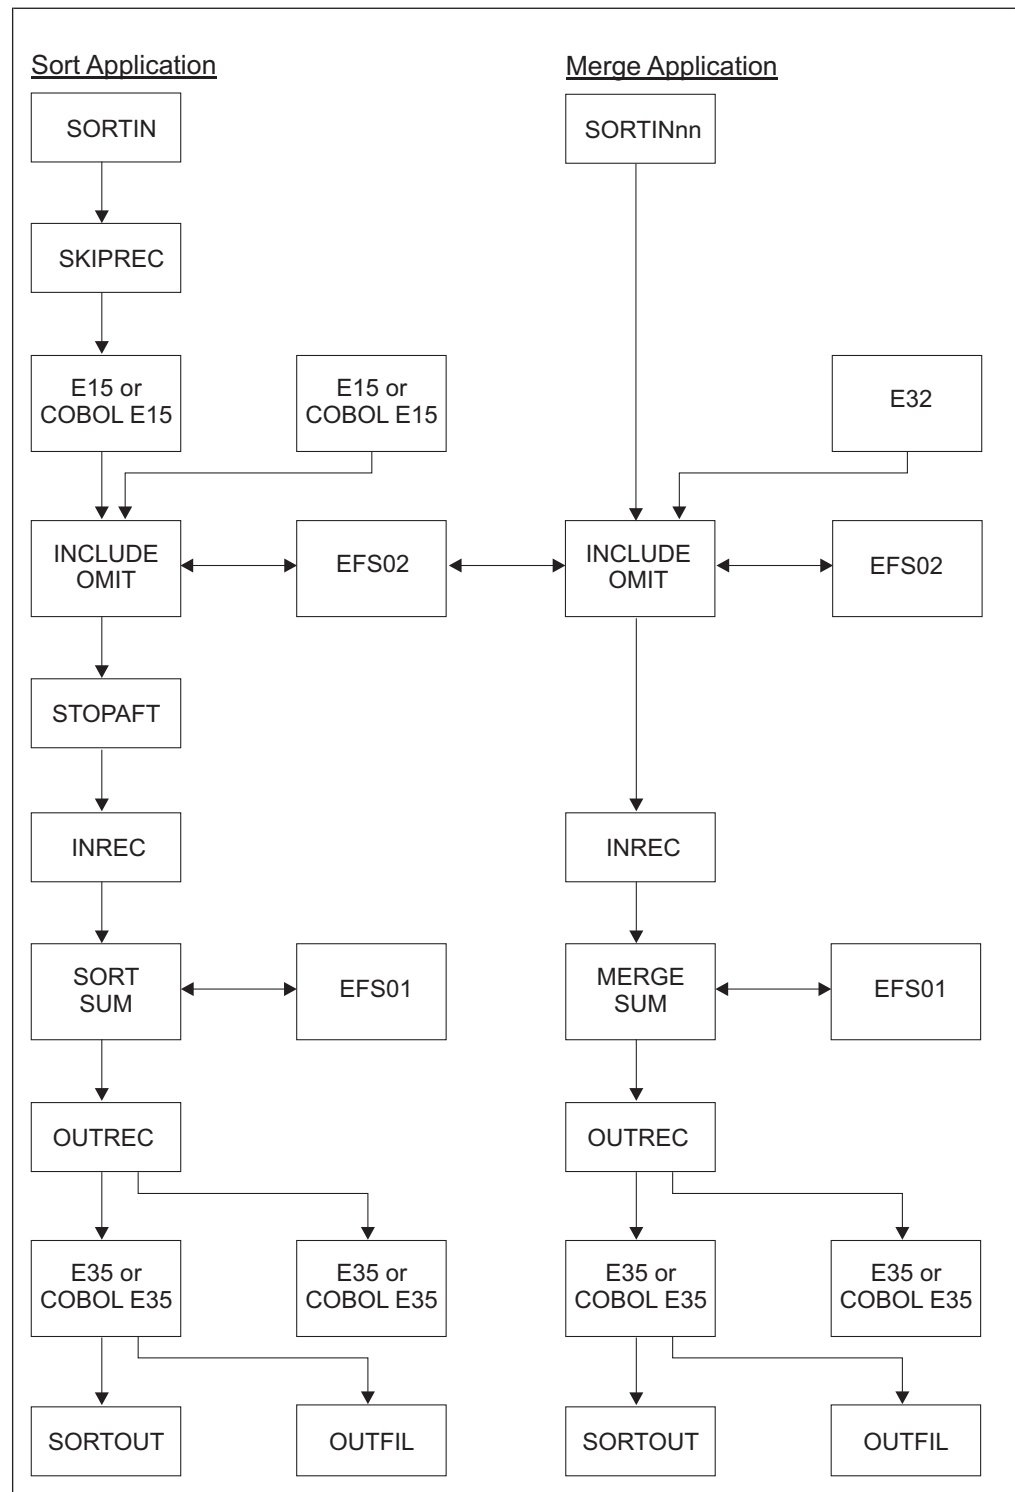 Sort Application
Merge Application
SORTIN
SORTINnn
SKIPREC
E15 or
COBOL E15
E15 or
COBOL E15
E32
INCLUDE
OMIT
EFS02
INCLUDE
OMIT
EFS02
STOPAFT
INREC
INREC
SORT
SUM
EFS01
MERGE
SUM
EFS01
OUTREC
OUTREC
E35 or
COBOL E35
E35 or
COBOL E35
E35 or
COBOL E35
E35 or
COBOL E35
SORTOUT
OUTFIL
SORTOUT
OUTFIL